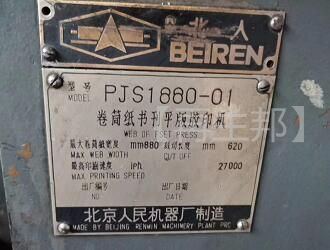 北人
BEIREN
型号
MODEL PJS1880-01
卷筒纸书刊平版胶印机
WEB OFFSET PRESS
最大卷筒纸宽度 mm880 裁切长度 mm 620
MAX WEB WIDTH CUT OFF
最高印刷速度 iph 27000
MAX. PRINTING SPEED
出厂编号 出厂日期
NO DATE
北京人民机器厂制造
MADE BY BEIJING RENMIN MACHINERY PLANT PRC